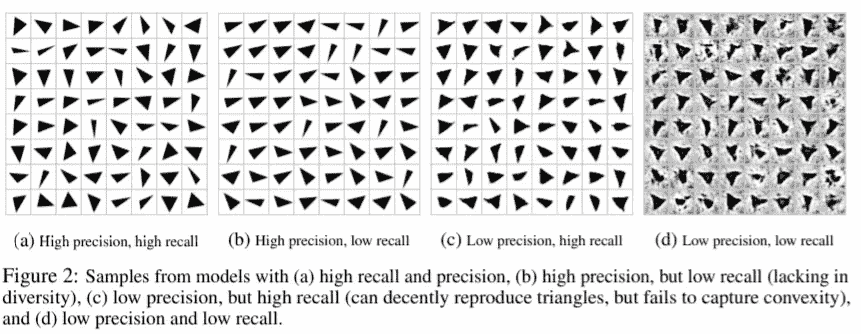 (a) High precision, high recall (b) High precision, low recall (c) Low precision, high recall (d) Low precision, low recall
Figure 2: Samples from models with (a) high recall and precision, (b) high precision, but low recall (lacking in
diversity), (c) low precision, but high recall (can decently reproduce triangles, but fails to capture convexity),
and (d) low precision and low recall.